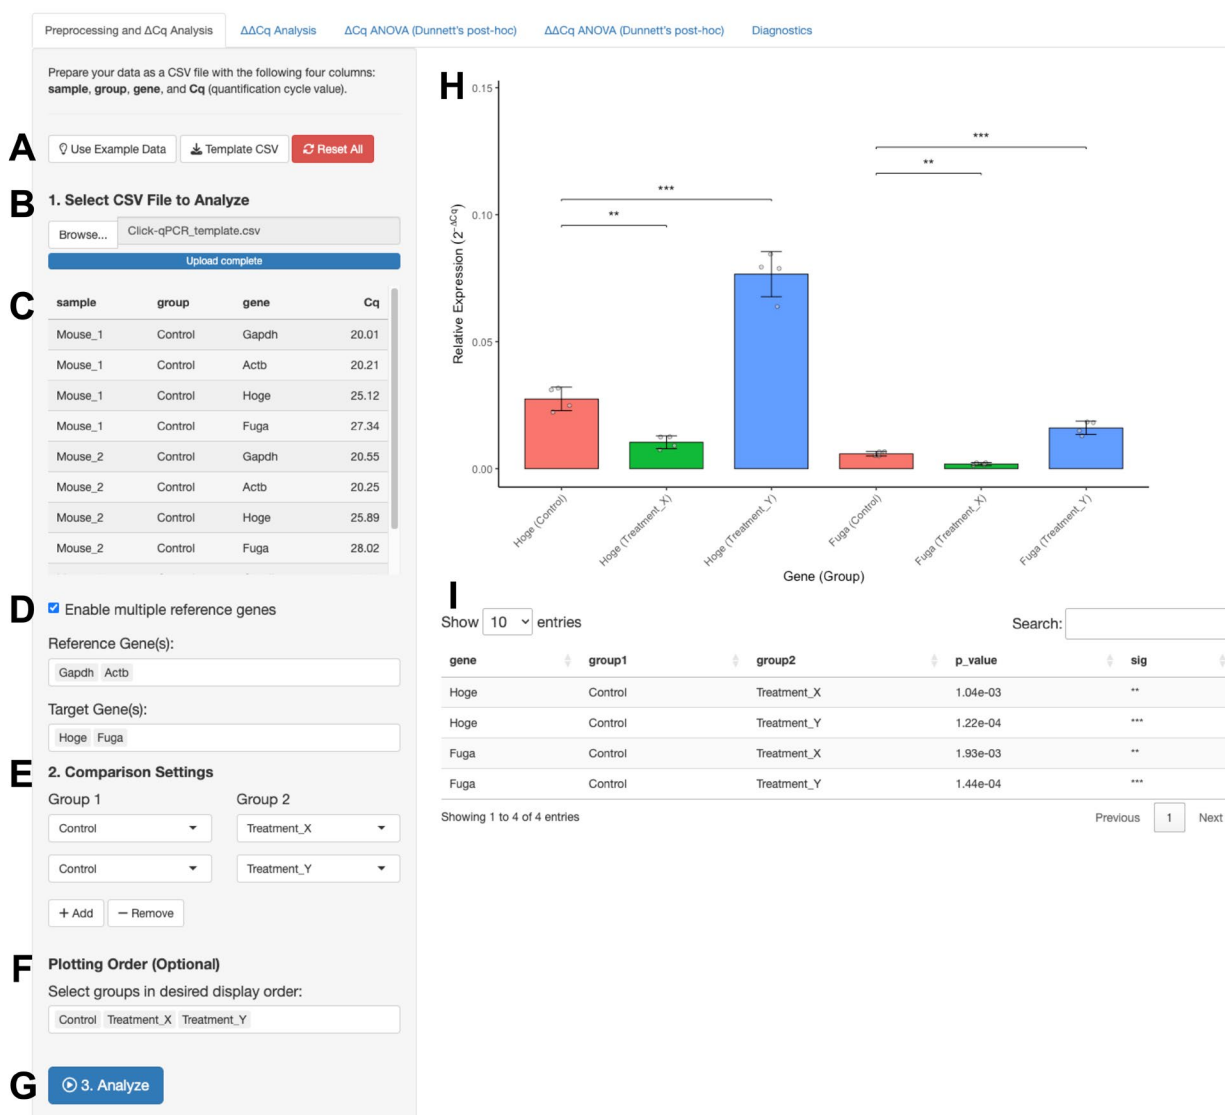 Preprocessing and ΔCq Analysis ΔΔCq Analysis ΔCq ANOVA (Dunnett's post-hoc) ΔΔCq ANOVA (Dunnett's post-hoc) Diagnostics
Prepare your data as a CSV file with the following four columns:
sample, group, gene, and Cq (quantification cycle value).
A
Use Example Data Template CSV Reset All
B
1. Select CSV File to Analyze
Browse... Click-qPCR_template.csv
Upload complete
C
sample group gene Cq
Mouse_1 Control Gapdh 20.01
Mouse_1 Control Actb 20.21
Mouse_1 Control Hoge 25.12
Mouse_1 Control Fuga 27.34
Mouse_2 Control Gapdh 20.55
Mouse_2 Control Actb 20.25
Mouse_2 Control Hoge 25.89
Mouse_2 Control Fuga 28.02
D
Enable multiple reference genes
Reference Gene(s):
Gapdh Actb
Target Gene(s):
Hoge Fuga
E
2. Comparison Settings
Group 1 Group 2
Control Treatment_X
Control Treatment_Y
+ Add − Remove
F
Plotting Order (Optional)
Select groups in desired display order:
Control Treatment_X Treatment_Y
G
3. Analyze
H
0.15
0.10
0.05
0.00
Relative Expression (2^-ΔCq)
***
**
***
**
Hoge (Control)
Hoge (Treatment_X)
Hoge (Treatment_Y)
Fuga (Control)
Fuga (Treatment_X)
Fuga (Treatment_Y)
Gene (Group)
I
Show 10 entries Search:
gene group1 group2 p_value sig
Hoge Control Treatment_X 1.04e-03 **
Hoge Control Treatment_Y 1.22e-04 ***
Fuga Control Treatment_X 1.93e-03 **
Fuga Control Treatment_Y 1.44e-04 ***
Showing 1 to 4 of 4 entries Previous 1 Next